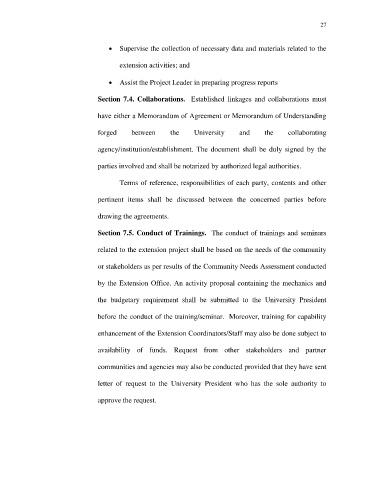 27
• Supervise the collection of necessary data and materials related to the
extension activities; and
• Assist the Project Leader in preparing progress reports
Section 7.4. Collaborations. Established linkages and collaborations must
have either a Memorandum of Agreement or Memorandum of Understanding
forged between the University and the collaborating
agency/institution/establishment. The document shall be duly signed by the
parties involved and shall be notarized by authorized legal authorities.
Terms of reference, responsibilities of each party, contents and other
pertinent items shall be discussed between the concerned parties before
drawing the agreements.
Section 7.5. Conduct of Trainings. The conduct of trainings and seminars
related to the extension project shall be based on the needs of the community
or stakeholders as per results of the Community Needs Assessment conducted
by the Extension Office. An activity proposal containing the mechanics and
the budgetary requirement shall be submitted to the University President
before the conduct of the training/seminar. Moreover, training for capability
enhancement of the Extension Coordinators/Staff may also be done subject to
availability of funds. Request from other stakeholders and partner
communities and agencies may also be conducted provided that they have sent
letter of request to the University President who has the sole authority to
approve the request.